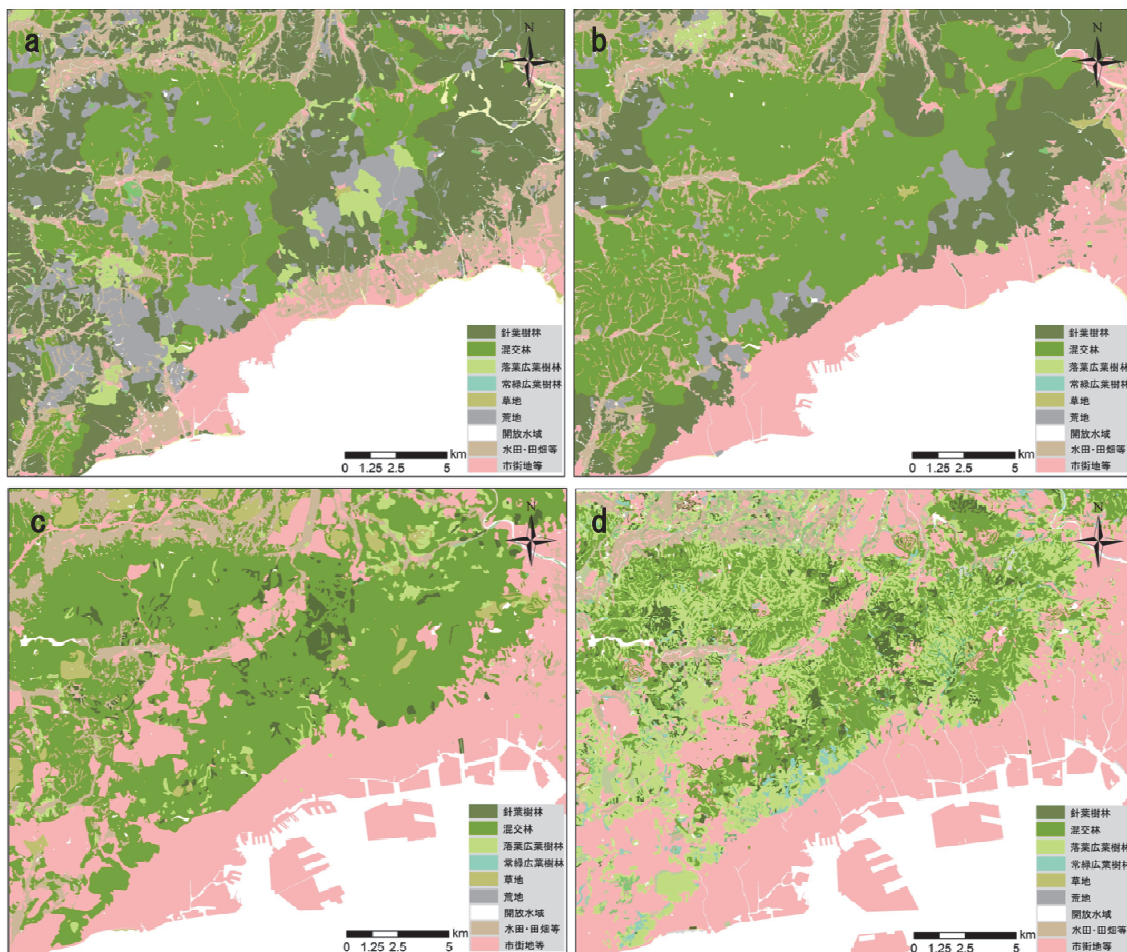 a
N
針葉樹林
混交林
落葉広葉樹林
常緑広葉樹林
草地
荒地
開放水域
水田・田畑等
市街地等
km
0 1.25 2.5 5
b
N
針葉樹林
混交林
落葉広葉樹林
常緑広葉樹林
草地
荒地
開放水域
水田・田畑等
市街地等
km
0 1.25 2.5 5
c
N
針葉樹林
混交林
落葉広葉樹林
常緑広葉樹林
草地
荒地
開放水域
水田・田畑等
市街地等
km
0 1.25 2.5 5
d
N
針葉樹林
混交林
落葉広葉樹林
常緑広葉樹林
草地
荒地
開放水域
水田・田畑等
市街地等
km
0 1.25 2.5 5